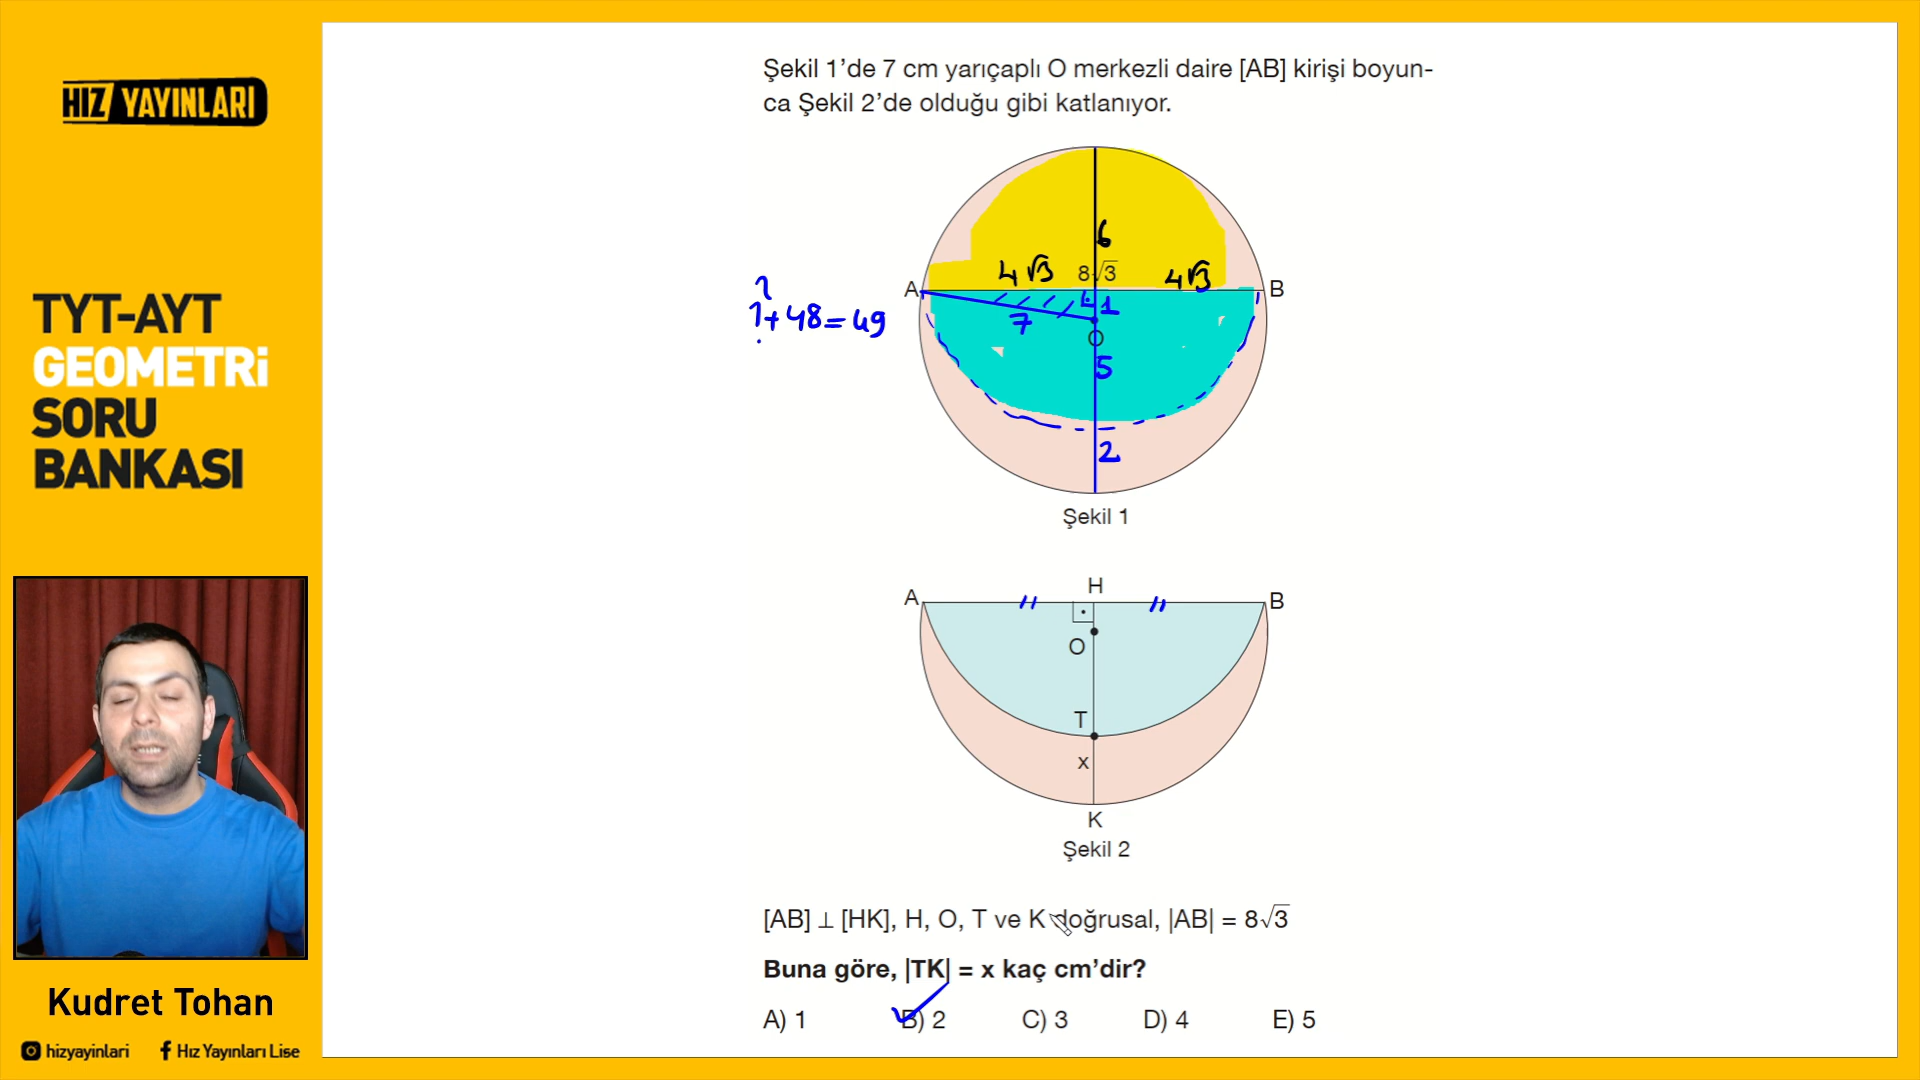 HIZ YAYINLARI
TYT-AYT
GEOMETRİ
SORU
BANKASI
Kudret Tohan
hizyayinlari
Hız Yayınları Lise
Şekil 1’de 7 cm yarıçaplı O merkezli daire [AB] kirişi boyun-
ca Şekil 2’de olduğu gibi katlanıyor.
6
4√3 8√3 4√3
A B
1
7
O
5
2
?
? + 48 = 49
Şekil 1
H
A B
O
T
x
K
Şekil 2
[AB] ⊥ [HK], H, O, T ve K doğrusal, |AB| = 8√3
Buna göre, |TK| = x kaç cm’dir?
A) 1 B) 2 C) 3 D) 4 E) 5